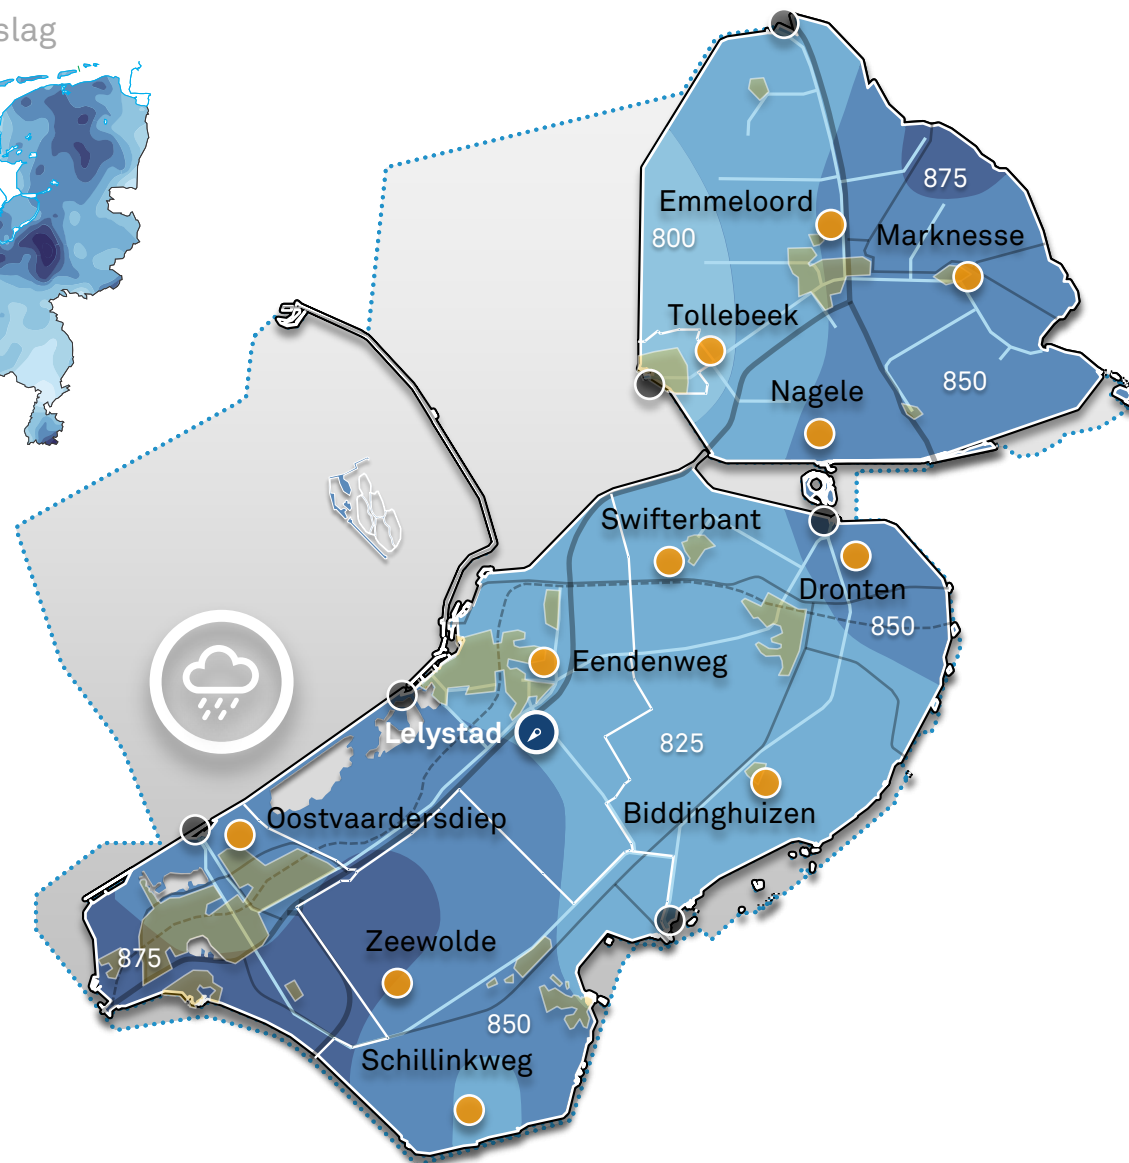 slag
875
Emmeloord
800
Marknesse
Tollebeek
850
Nagele
Swifterbant
Dronten
850
Eendenweg
Lelystad
825
Biddinghuizen
Oostvaardersdiep
Zeewolde
875
850
Schillinkweg